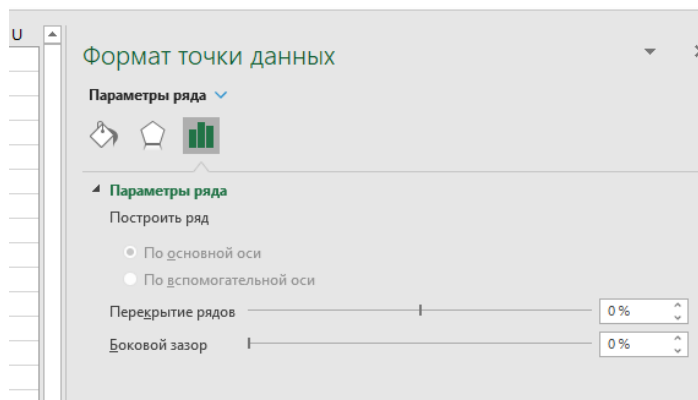 U
Формат точки данных
Параметры ряда
Параметры ряда
Построить ряд
По основной оси
По вспомогательной оси
Перекрытие рядов 0 %
Боковой зазор 0 %